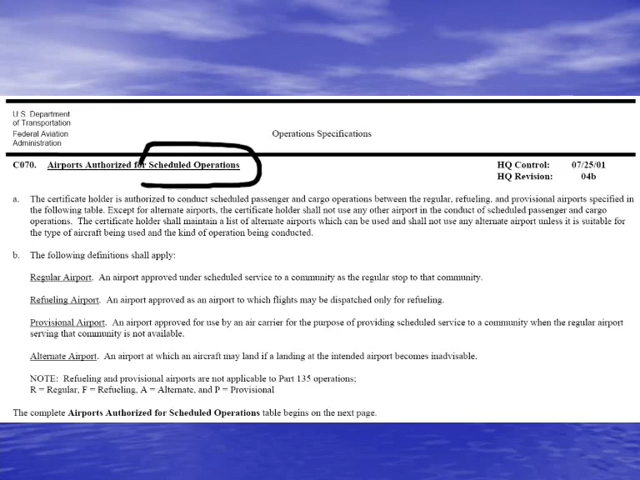 U.S. Department
of Transportation
Federal Aviation
Administration
Operations Specifications
C070. Airports Authorized for Scheduled Operations
HQ Control: 07/25/01
HQ Revision: 04b
a. The certificate holder is authorized to conduct scheduled passenger and cargo operations between the regular, refueling, and provisional airports specified in
the following table. Except for alternate airports, the certificate holder shall not use any other airport in the conduct of scheduled passenger and cargo
operations. The certificate holder shall maintain a list of alternate airports which can be used and shall not use any alternate airport unless it is suitable for
the type of aircraft being used and the kind of operation being conducted.
b. The following definitions shall apply:
Regular Airport. An airport approved under scheduled service to a community as the regular stop to that community.
Refueling Airport. An airport approved as an airport to which flights may be dispatched only for refueling.
Provisional Airport. An airport approved for use by an air carrier for the purpose of providing scheduled service to a community when the regular airport
serving that community is not available.
Alternate Airport. An airport at which an aircraft may land if a landing at the intended airport becomes inadvisable.
NOTE: Refueling and provisional airports are not applicable to Part 135 operations;
R = Regular, F = Refueling, A = Alternate, and P = Provisional
The complete Airports Authorized for Scheduled Operations table begins on the next page.